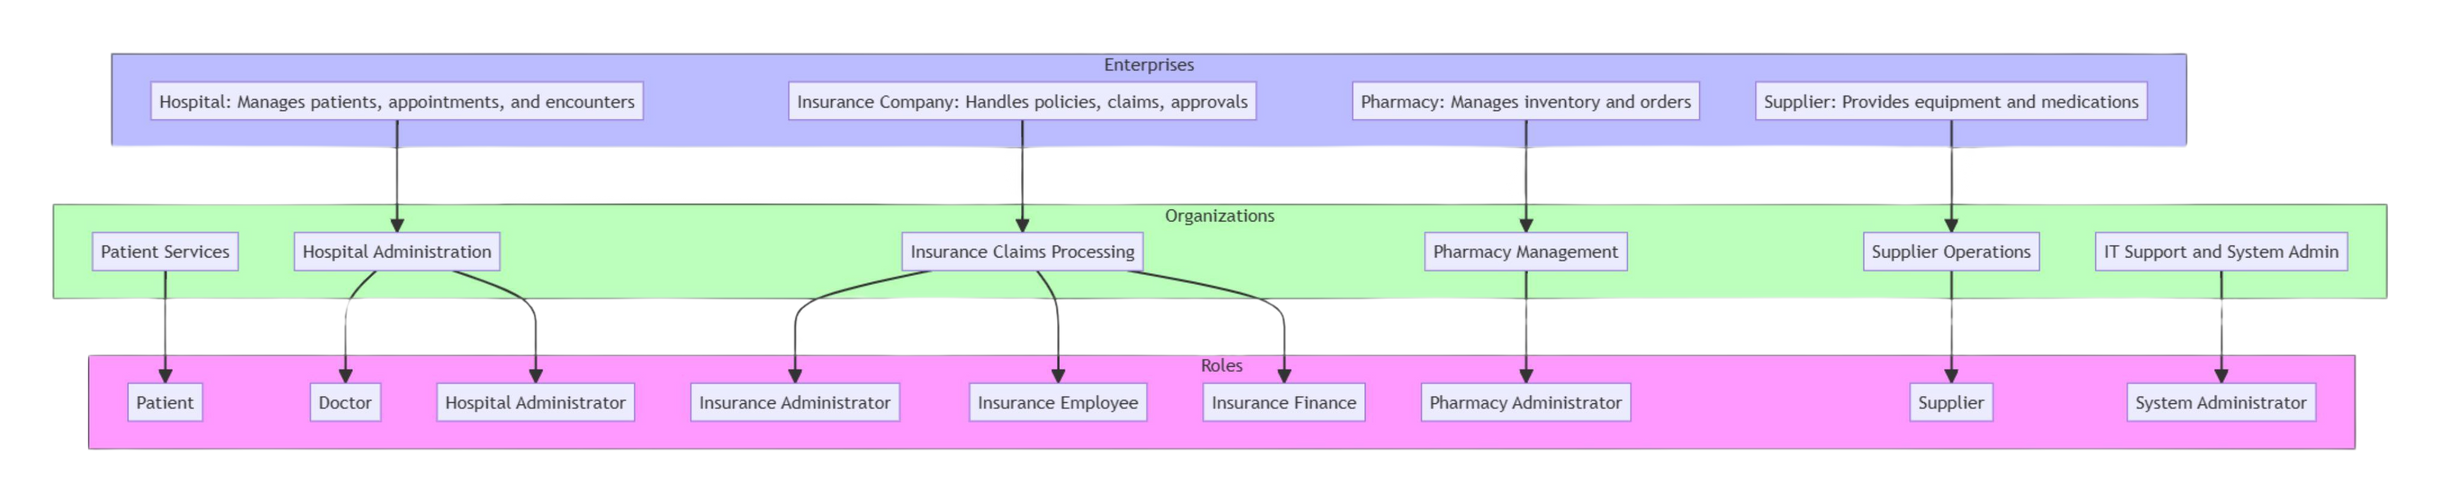 Enterprises
Hospital: Manages patients, appointments, and encounters
Insurance Company: Handles policies, claims, approvals
Pharmacy: Manages inventory and orders
Supplier: Provides equipment and medications
Organizations
Patient Services
Hospital Administration
Insurance Claims Processing
Pharmacy Management
Supplier Operations
IT Support and System Admin
Roles
Patient
Doctor
Hospital Administrator
Insurance Administrator
Insurance Employee
Insurance Finance
Pharmacy Administrator
Supplier
System Administrator